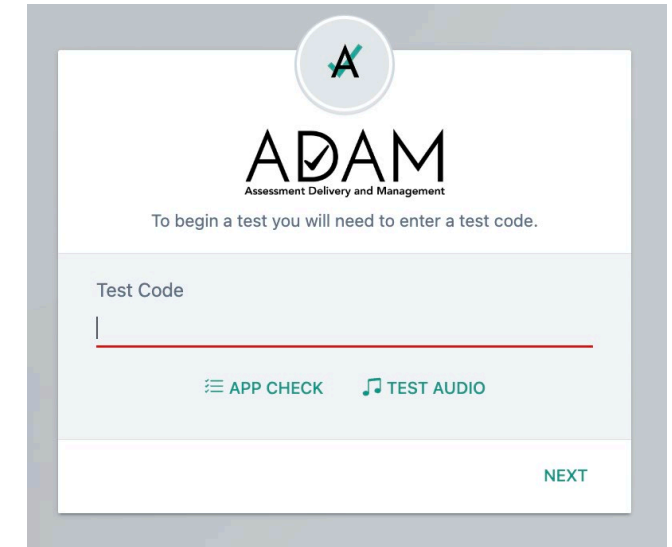 A
ADAM
Assessment Delivery and Management
To begin a test you will need to enter a test code.
Test Code
APP CHECK TEST AUDIO
NEXT